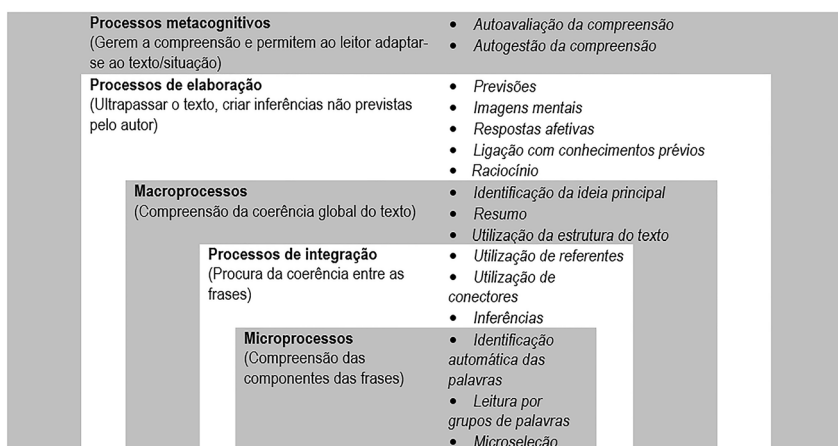 Processos metacognitivos
(Gerem a compreensão e permitem ao leitor adaptar-
se ao texto/situação)
• Autoavaliação da compreensão
• Autogestão da compreensão
Processos de elaboração
(Ultrapassar o texto, criar inferências não previstas
pelo autor)
• Previsões
• Imagens mentais
• Respostas afetivas
• Ligação com conhecimentos prévios
• Raciocínio
Macroprocessos
(Compreensão da coerência global do texto)
• Identificação da ideia principal
• Resumo
• Utilização da estrutura do texto
Processos de integração
(Procura da coerência entre as
frases)
• Utilização de referentes
• Utilização de
conectores
• Inferências
Microprocessos
(Compreensão das
componentes das frases)
• Identificação
automática das
palavras
• Leitura por
grupos de palavras
• Microseleção